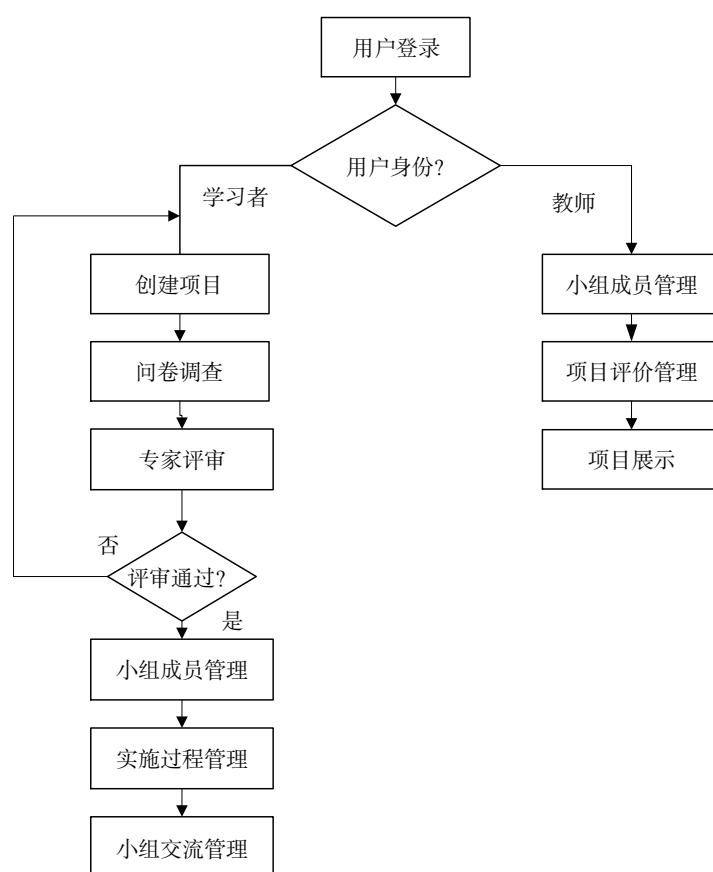 用户登录
用户身份?
学习者
教师
创建项目
小组成员管理
问卷调查
项目评价管理
专家评审
项目展示
否
评审通过?
是
小组成员管理
实施过程管理
小组交流管理